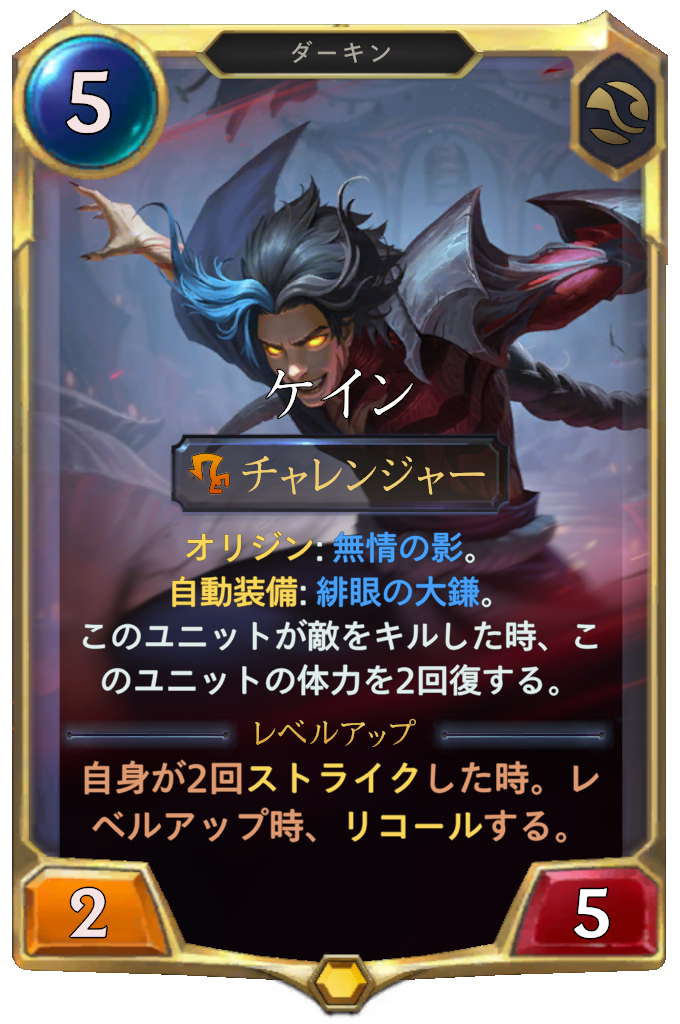 ダーキン
5
ケイン
チャレンジャー
オリジン: 無情の影。
自動装備: 緋眼の大鎌。
このユニットが敵をキルした時、こ
のユニットの体力を2回復する。
レベルアップ
自身が2回ストライクした時。レ
ベルアップ時、リコールする。
2
5